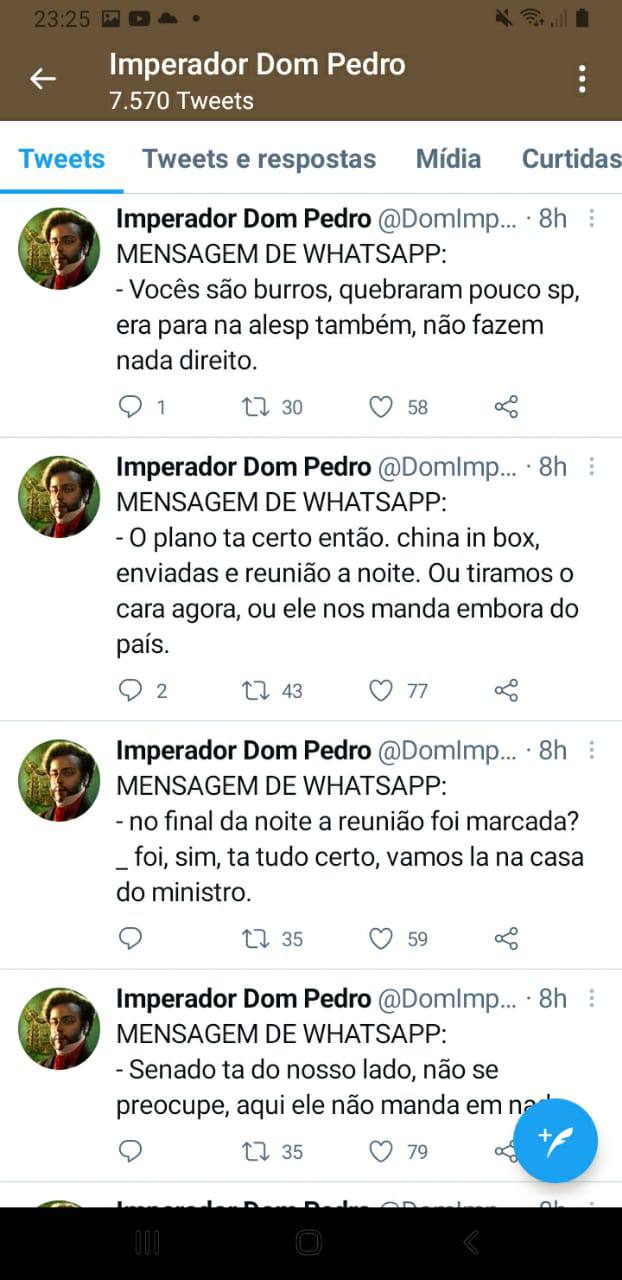 23:25
Imperador Dom Pedro
7.570 Tweets
Tweets Tweets e respostas Mídia Curtidas
Imperador Dom Pedro @DomImp... · 8h
MENSAGEM DE WHATSAPP:
- Vocês são burros, quebraram pouco sp,
era para na alesp também, não fazem
nada direito.
1 30 58
Imperador Dom Pedro @DomImp... · 8h
MENSAGEM DE WHATSAPP:
- O plano ta certo então. china in box,
enviadas e reunião a noite. Ou tiramos o
cara agora, ou ele nos manda embora do
país.
2 43 77
Imperador Dom Pedro @DomImp... · 8h
MENSAGEM DE WHATSAPP:
- no final da noite a reunião foi marcada?
_ foi, sim, ta tudo certo, vamos la na casa
do ministro.
35 59
Imperador Dom Pedro @DomImp... · 8h
MENSAGEM DE WHATSAPP:
- Senado ta do nosso lado, não se
preocupe, aqui ele não manda em
35 79